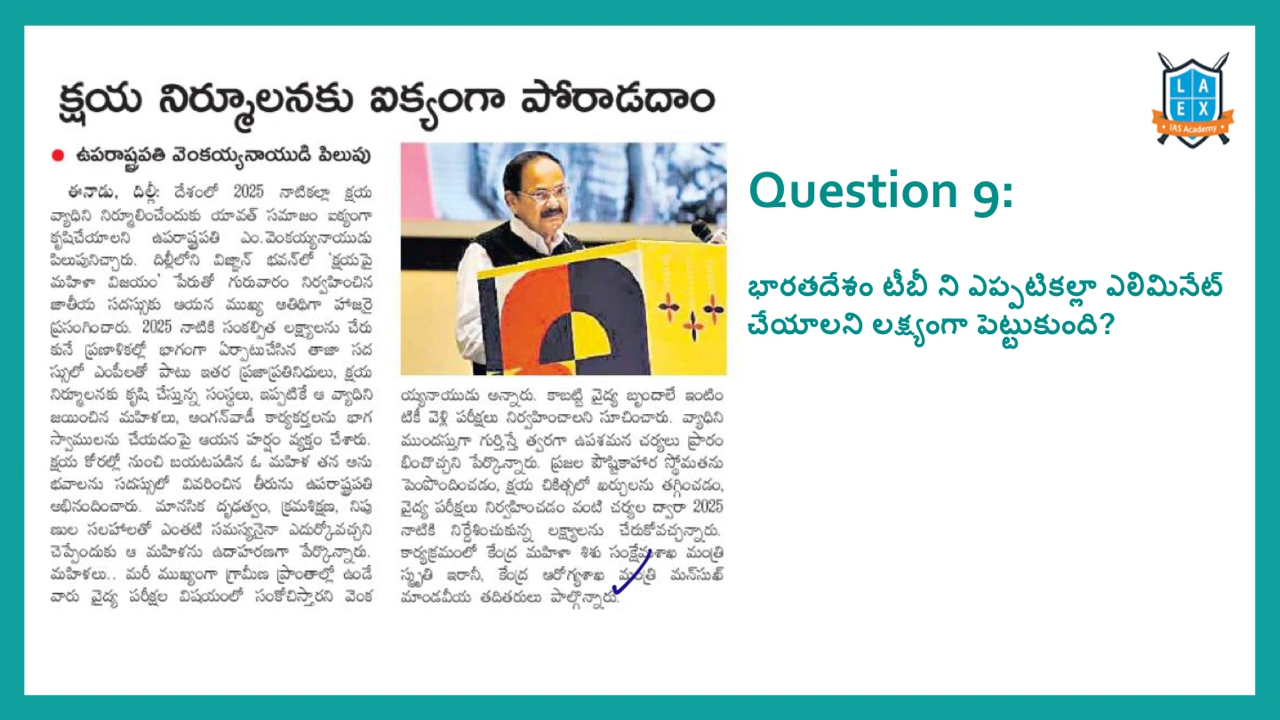 క్షయ నిర్మూలనకు ఐక్యంగా పోరాడదాం
• ఉపరాష్ట్రపతి వెంకయ్యనాయుడి పిలుపు
ఈనాడు, దిల్లీ: దేశంలో 2025 నాటికల్లా క్షయ
వ్యాధిని నిర్మూలించేందుకు యావత్ సమాజం ఐక్యంగా
కృషిచేయాలని ఉపరాష్ట్రపతి ఎం.వెంకయ్యనాయుడు
పిలుపునిచ్చారు. దిల్లీలోని విజ్ఞాన్ భవన్‌లో 'క్షయపై
మహిళా విజయం' పేరుతో గురువారం నిర్వహించిన
జాతీయ సదస్సుకు ఆయన ముఖ్య అతిథిగా హాజరై
ప్రసంగించారు. 2025 నాటికి సంకల్పిత లక్ష్యాలను చేరు
కునే ప్రణాళికల్లో భాగంగా ఏర్పాటుచేసిన తాజా సద
స్సులో ఎంపీలతో పాటు ఇతర ప్రజాప్రతినిధులు, క్షయ
నిర్మూలనకు కృషి చేస్తున్న సంస్థలు, ఇప్పటికే ఆ వ్యాధిని
జయించిన మహిళలు, అంగన్‌వాడీ కార్యకర్తలను భాగ
స్వాములను చేయడంపై ఆయన హర్షం వ్యక్తం చేశారు.
క్షయ కోరల్లో నుంచి బయటపడిన ఓ మహిళ తన అను
భవాలను సదస్సులో వివరించిన తీరును ఉపరాష్ట్రపతి
అభినందించారు. మానసిక దృఢత్వం, క్రమశిక్షణ, నిపు
ణుల సలహాలతో ఎంతటి సమస్యనైనా ఎదుర్కోవచ్చని
చెప్పేందుకు ఆ మహిళను ఉదాహరణగా పేర్కొన్నారు.
మహిళలు.. మరీ ముఖ్యంగా గ్రామీణ ప్రాంతాల్లో ఉండే
వారు వైద్య పరీక్షల విషయంలో సంకోచిస్తారని వెంక
య్యనాయుడు అన్నారు. కాబట్టి వైద్య బృందాలే ఇంటిం
టికీ వెళ్లి పరీక్షలు నిర్వహించాలని సూచించారు. వ్యాధిని
ముందస్తుగా గుర్తిస్తే త్వరగా ఉపశమన చర్యలు ప్రారం
భించొచ్చని పేర్కొన్నారు. ప్రజల పౌష్టికాహార స్థోమతను
పెంపొందించడం, క్షయ చికిత్సలో ఖర్చులను తగ్గించడం,
వైద్య పరీక్షలు నిర్వహించడం వంటి చర్యల ద్వారా 2025
నాటికి నిర్దేశించుకున్న లక్ష్యాలను చేరుకోవచ్చన్నారు.
కార్యక్రమంలో కేంద్ర మహిళా శిశు సంక్షేమశాఖ మంత్రి
స్మృతి ఇరానీ, కేంద్ర ఆరోగ్యశాఖ మంత్రి మన్‌సుఖ్
మాండవీయ తదితరులు పాల్గొన్నారు.
L A
E X
IAS Academy
Question 9:
భారతదేశం టీబీ ని ఎప్పటికల్లా ఎలిమినేట్
చేయాలని లక్ష్యంగా పెట్టుకుంది?